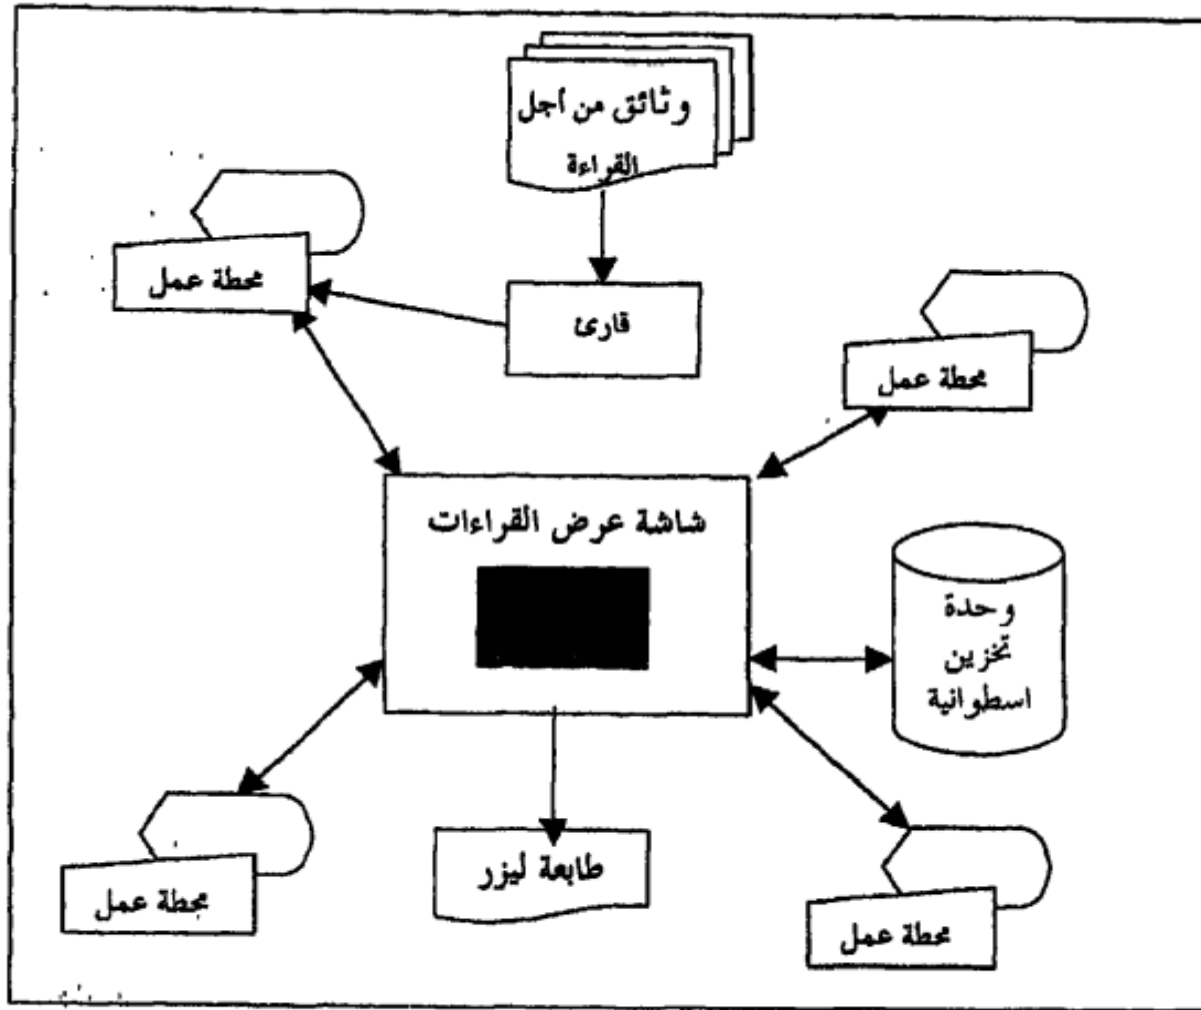 وثائق من أجل
القراءة
محطة عمل
قارئ
محطة عمل
شاشة عرض القراءات
وحدة
تخزين
اسطوانية
طابعة ليزر
محطة عمل
محطة عمل